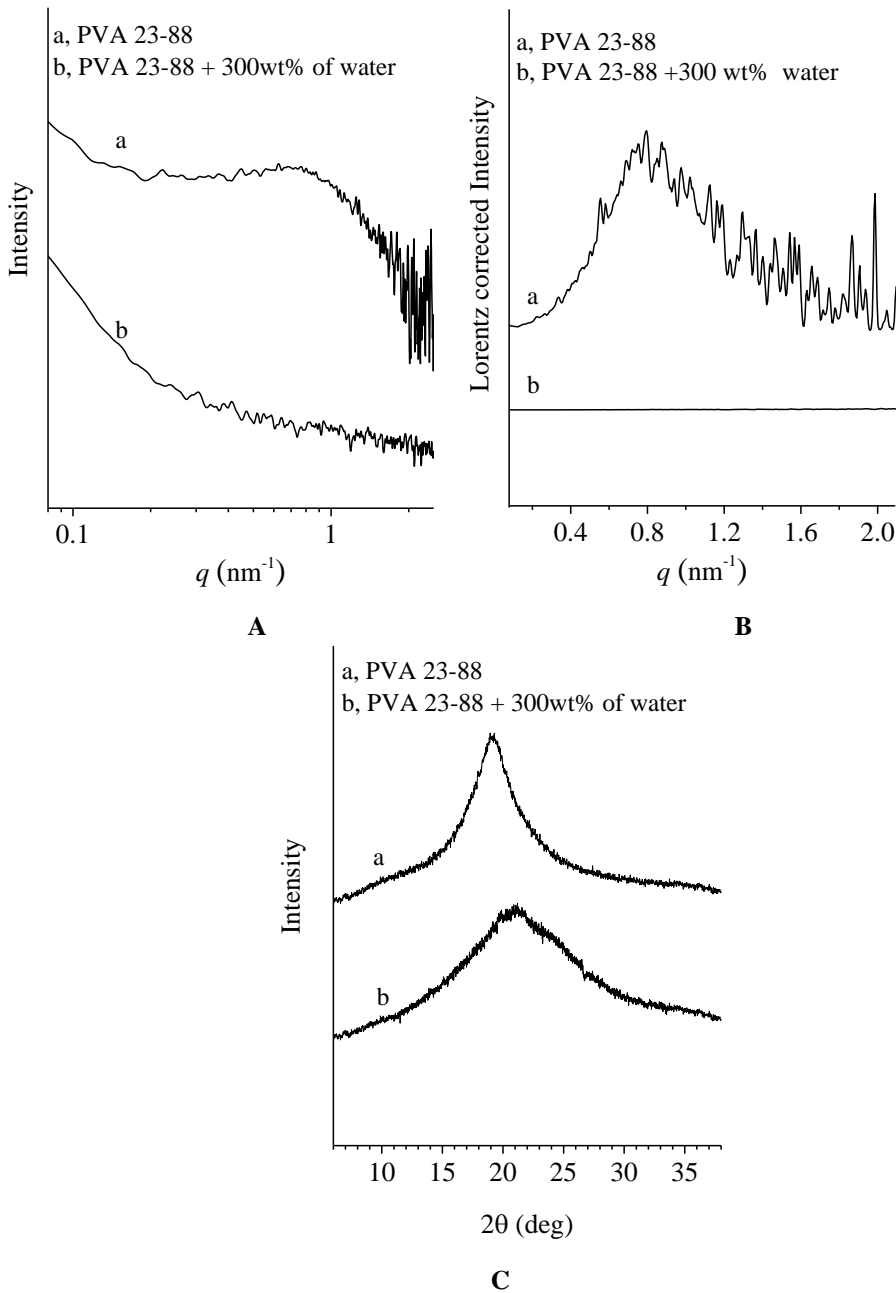 a, PVA 23-88
b, PVA 23-88 + 300wt% of water
a
b
Intensity
0.1 1
q (nm⁻¹)
A
a, PVA 23-88
b, PVA 23-88 +300 wt% water
a
b
Lorentz corrected Intensity
0.4 0.8 1.2 1.6 2.0
q (nm⁻¹)
B
a, PVA 23-88
b, PVA 23-88 + 300wt% of water
a
b
Intensity
10 15 20 25 30 35
2θ (deg)
C